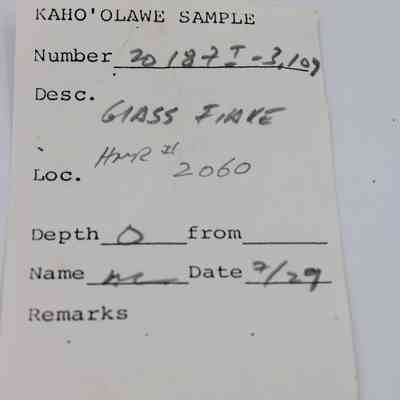 KAHO'OLAWE SAMPLE
Number 20187 I-3,109
Desc. GLASS FLAKE
HMR #
Loc. 2060
Depth 0 from
Name Date 7/29
Remarks